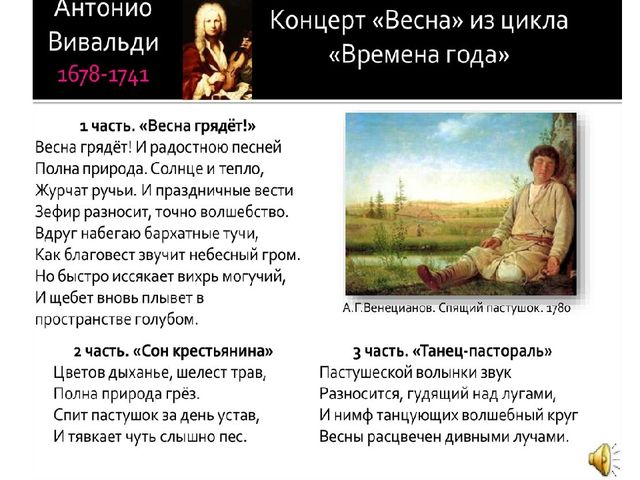 Антонио
Вивальди
1678-1741
Концерт «Весна» из цикла
«Времена года»
1 часть. «Весна грядёт!»
Весна грядёт! И радостною песней
Полна природа. Солнце и тепло,
Журчат ручьи. И праздничные вести
Зефир разносит, точно волшебство.
Вдруг набегаю бархатные тучи,
Как благовест звучит небесный гром.
Но быстро иссякает вихрь могучий,
И щебет вновь плывет в
пространстве голубом.
А.Г.Венецианов. Спящий пастушок. 1780
2 часть. «Сон крестьянина»
Цветов дыханье, шелест трав,
Полна природа грёз.
Спит пастушок за день устав,
И тявкает чуть слышно пес.
3 часть. «Танец-пастораль»
Пастушеской волынки звук
Разносится, гудящий над лугами,
И нимф танцующих волшебный круг
Весны расцвечен дивными лучами.